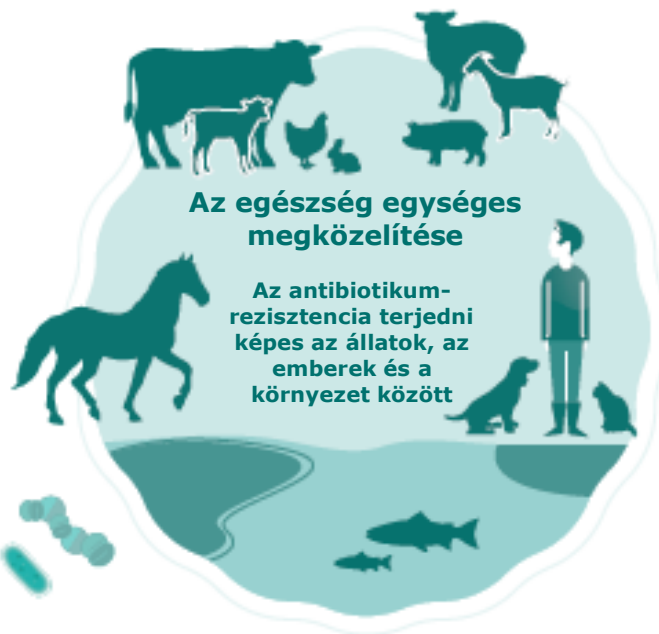 Az egészség egységes
megközelítése
Az antibiotikum-
rezisztencia terjedni
képes az állatok, az
emberek és a
környezet között